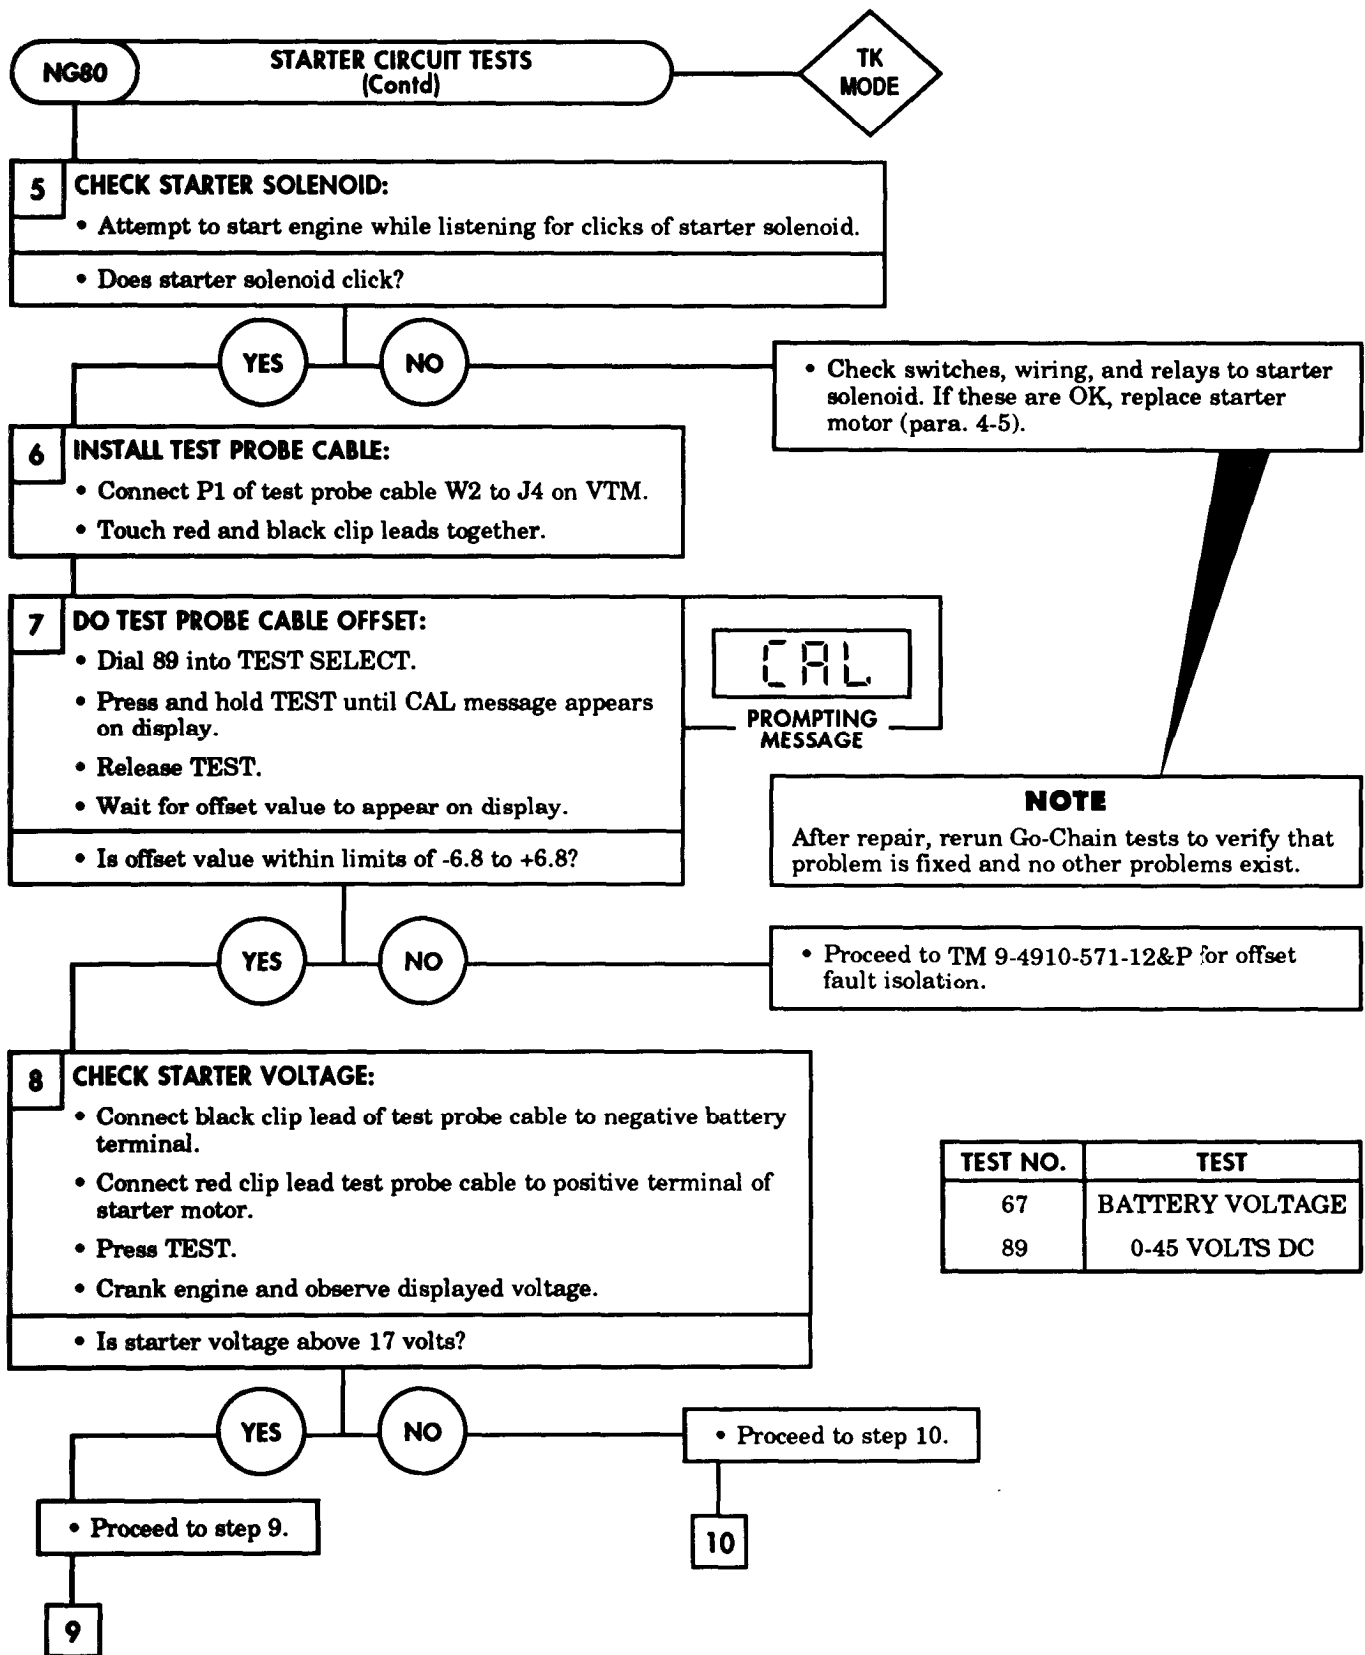 NG80
STARTER CIRCUIT TESTS
(Contd)
TK
MODE
5
CHECK STARTER SOLENOID:
• Attempt to start engine while listening for clicks of starter solenoid.
• Does starter solenoid click?
YES
NO
• Check switches, wiring, and relays to starter
solenoid. If these are OK, replace starter
motor (para. 4-5).
6
INSTALL TEST PROBE CABLE:
• Connect P1 of test probe cable W2 to J4 on VTM.
• Touch red and black clip leads together.
7
DO TEST PROBE CABLE OFFSET:
• Dial 89 into TEST SELECT.
• Press and hold TEST until CAL message appears
on display.
• Release TEST.
• Wait for offset value to appear on display.
• Is offset value within limits of -6.8 to +6.8?
CAL
PROMPTING
MESSAGE
NOTE
After repair, rerun Go-Chain tests to verify that
problem is fixed and no other problems exist.
YES
NO
• Proceed to TM 9-4910-571-12&P for offset
fault isolation.
8
CHECK STARTER VOLTAGE:
• Connect black clip lead of test probe cable to negative battery
terminal.
• Connect red clip lead test probe cable to positive terminal of
starter motor.
• Press TEST.
• Crank engine and observe displayed voltage.
• Is starter voltage above 17 volts?
TEST NO. TEST
67 BATTERY VOLTAGE
89 0-45 VOLTS DC
YES
NO
• Proceed to step 10.
• Proceed to step 9.
10
9